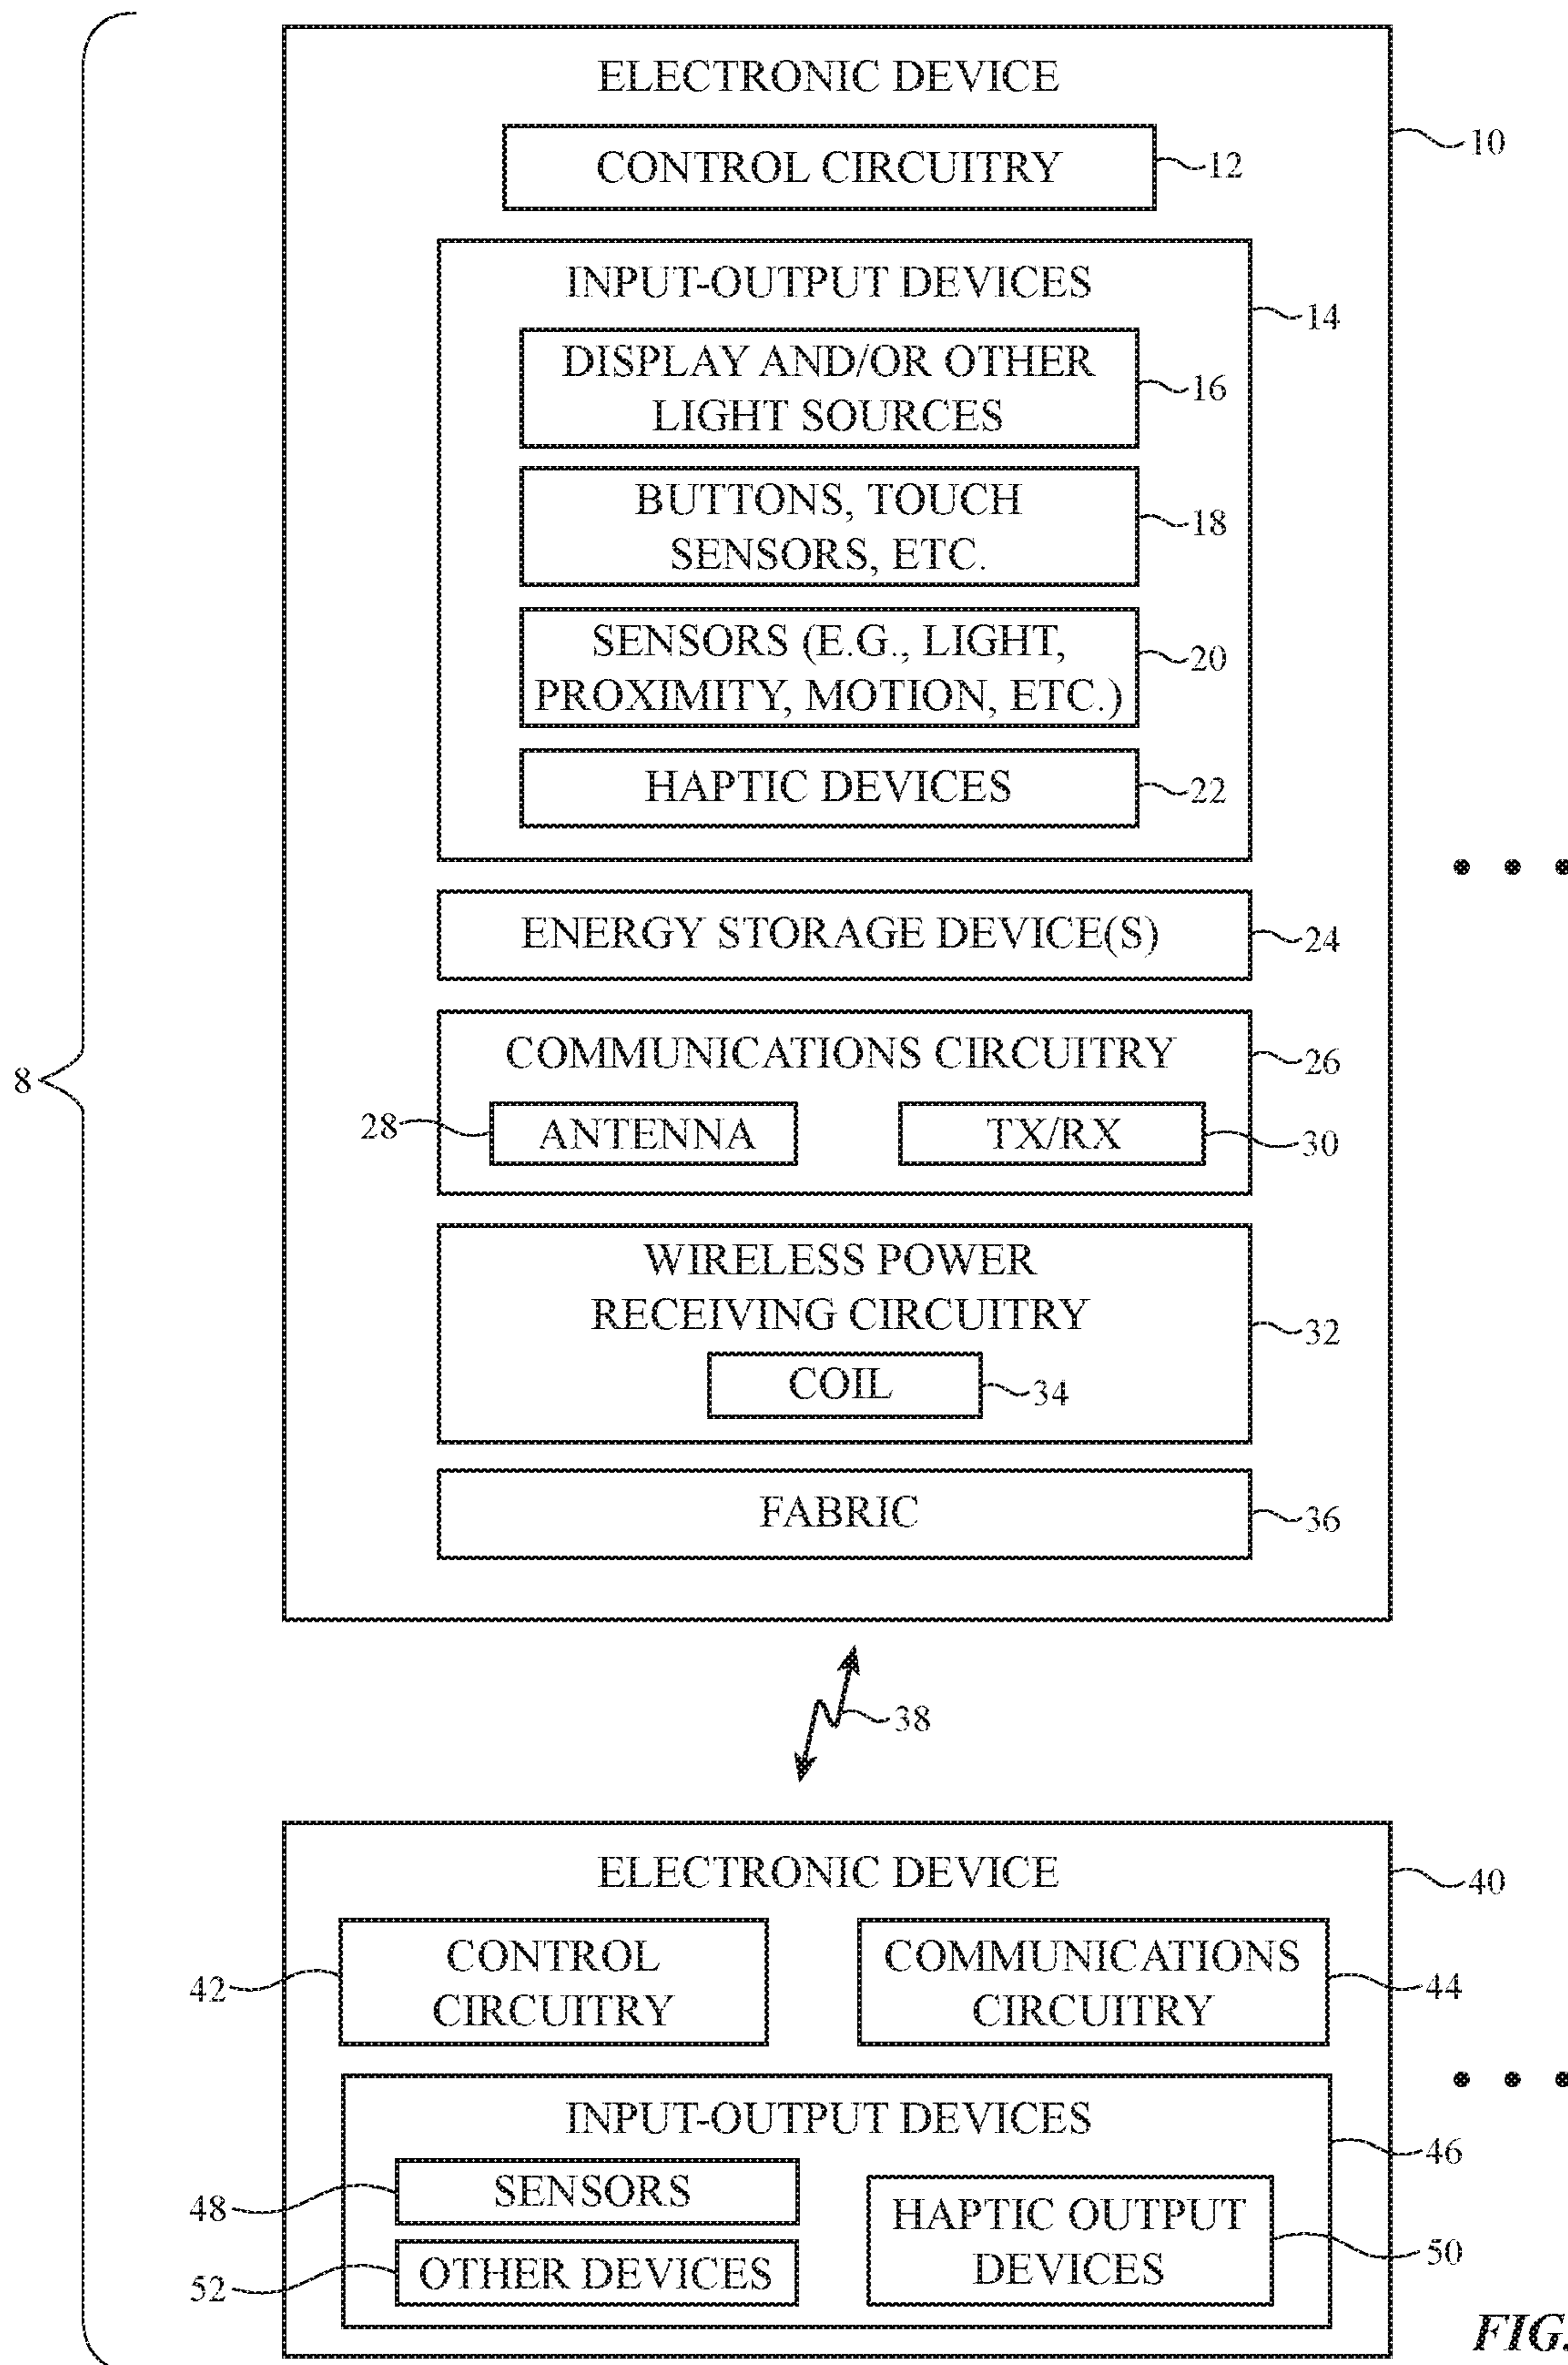 ELECTRONIC DEVICE
10
CONTROL CIRCUITRY
12
INPUT-OUTPUT DEVICES
14
DISPLAY AND/OR OTHER
LIGHT SOURCES
16
BUTTONS, TOUCH
SENSORS, ETC.
18
SENSORS (E.G., LIGHT,
PROXIMITY, MOTION, ETC.)
20
HAPTIC DEVICES
22
ENERGY STORAGE DEVICE(S)
24
COMMUNICATIONS CIRCUITRY
26
28
ANTENNA
TX/RX
30
8
WIRELESS POWER
RECEIVING CIRCUITRY
32
COIL
34
FABRIC
36
38
ELECTRONIC DEVICE
40
42
CONTROL
CIRCUITRY
COMMUNICATIONS
CIRCUITRY
44
INPUT-OUTPUT DEVICES
46
48
SENSORS
52
OTHER DEVICES
HAPTIC OUTPUT
DEVICES
50
FIG.